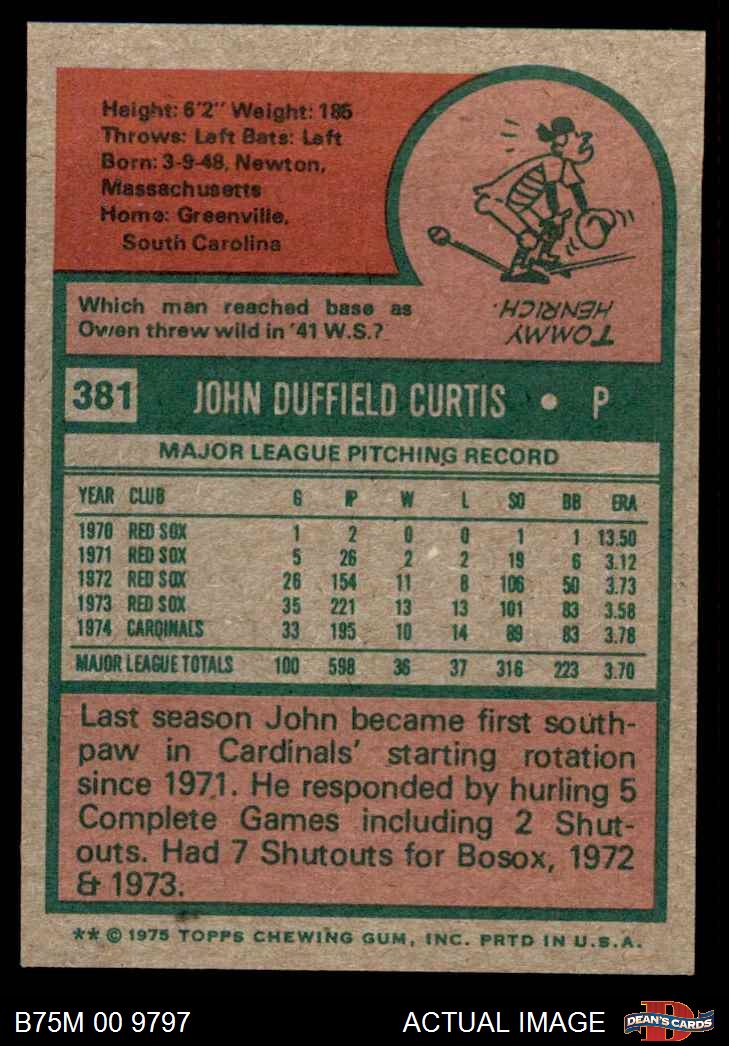 Height: 6'2" Weight: 185
Throws: Left Bats: Left
Born: 3-9-48, Newton,
Massachusetts
Home: Greenville,
South Carolina
Which man reached base as
Owen threw wild in '41 W.S.?
TOMMY
HENRICH.
381 JOHN DUFFIELD CURTIS • P
MAJOR LEAGUE PITCHING RECORD
YEAR CLUB G IP W L SO BB ERA
1970 RED SOX 1 2 0 0 1 1 13.50
1971 RED SOX 5 26 2 2 19 6 3.12
1972 RED SOX 26 154 11 8 106 50 3.73
1973 RED SOX 35 221 13 13 101 83 3.58
1974 CARDINALS 33 195 10 14 89 83 3.78
MAJOR LEAGUE TOTALS 100 598 36 37 316 223 3.70
Last season John became first south-
paw in Cardinals' starting rotation
since 1971. He responded by hurling 5
Complete Games including 2 Shut-
outs. Had 7 Shutouts for Bosox, 1972
& 1973.
** © 1975 TOPPS CHEWING GUM, INC. PRTD IN U.S.A.
B75M 00 9797 ACTUAL IMAGE
DEAN'S CARDS